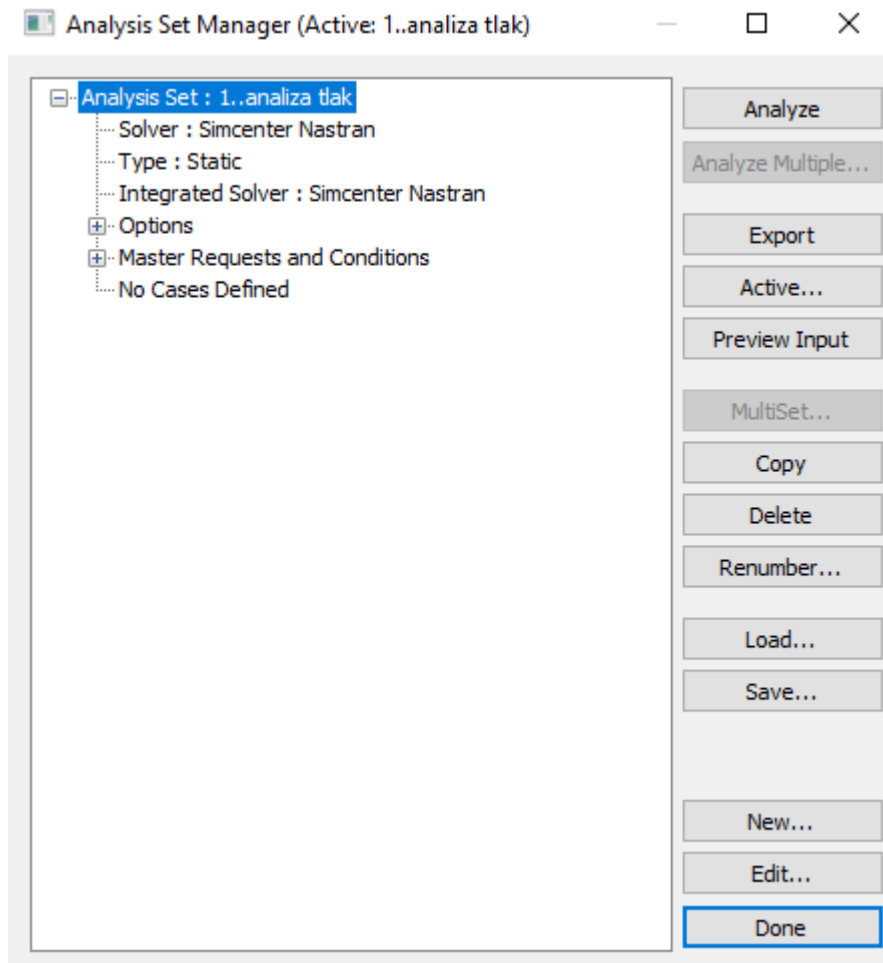 Analysis Set Manager (Active: 1..analiza tlak)
Analysis Set : 1..analiza tlak
Solver : Simcenter Nastran
Type : Static
Integrated Solver : Simcenter Nastran
Options
Master Requests and Conditions
No Cases Defined
Analyze
Analyze Multiple...
Export
Active...
Preview Input
MultiSet...
Copy
Delete
Renumber...
Load...
Save...
New...
Edit...
Done